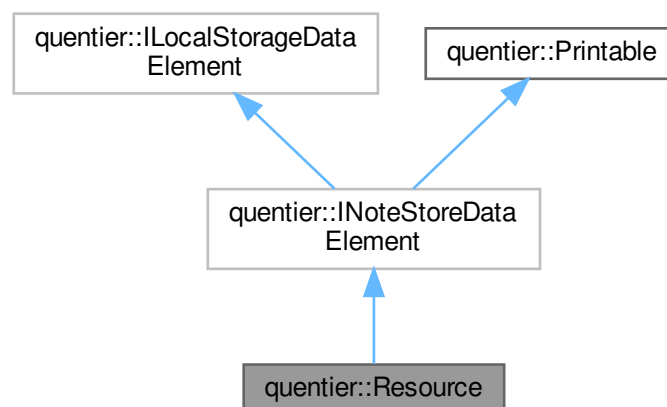 quentier::ILocalStorageData
Element
quentier::Printable
quentier::INoteStoreData
Element
quentier::Resource